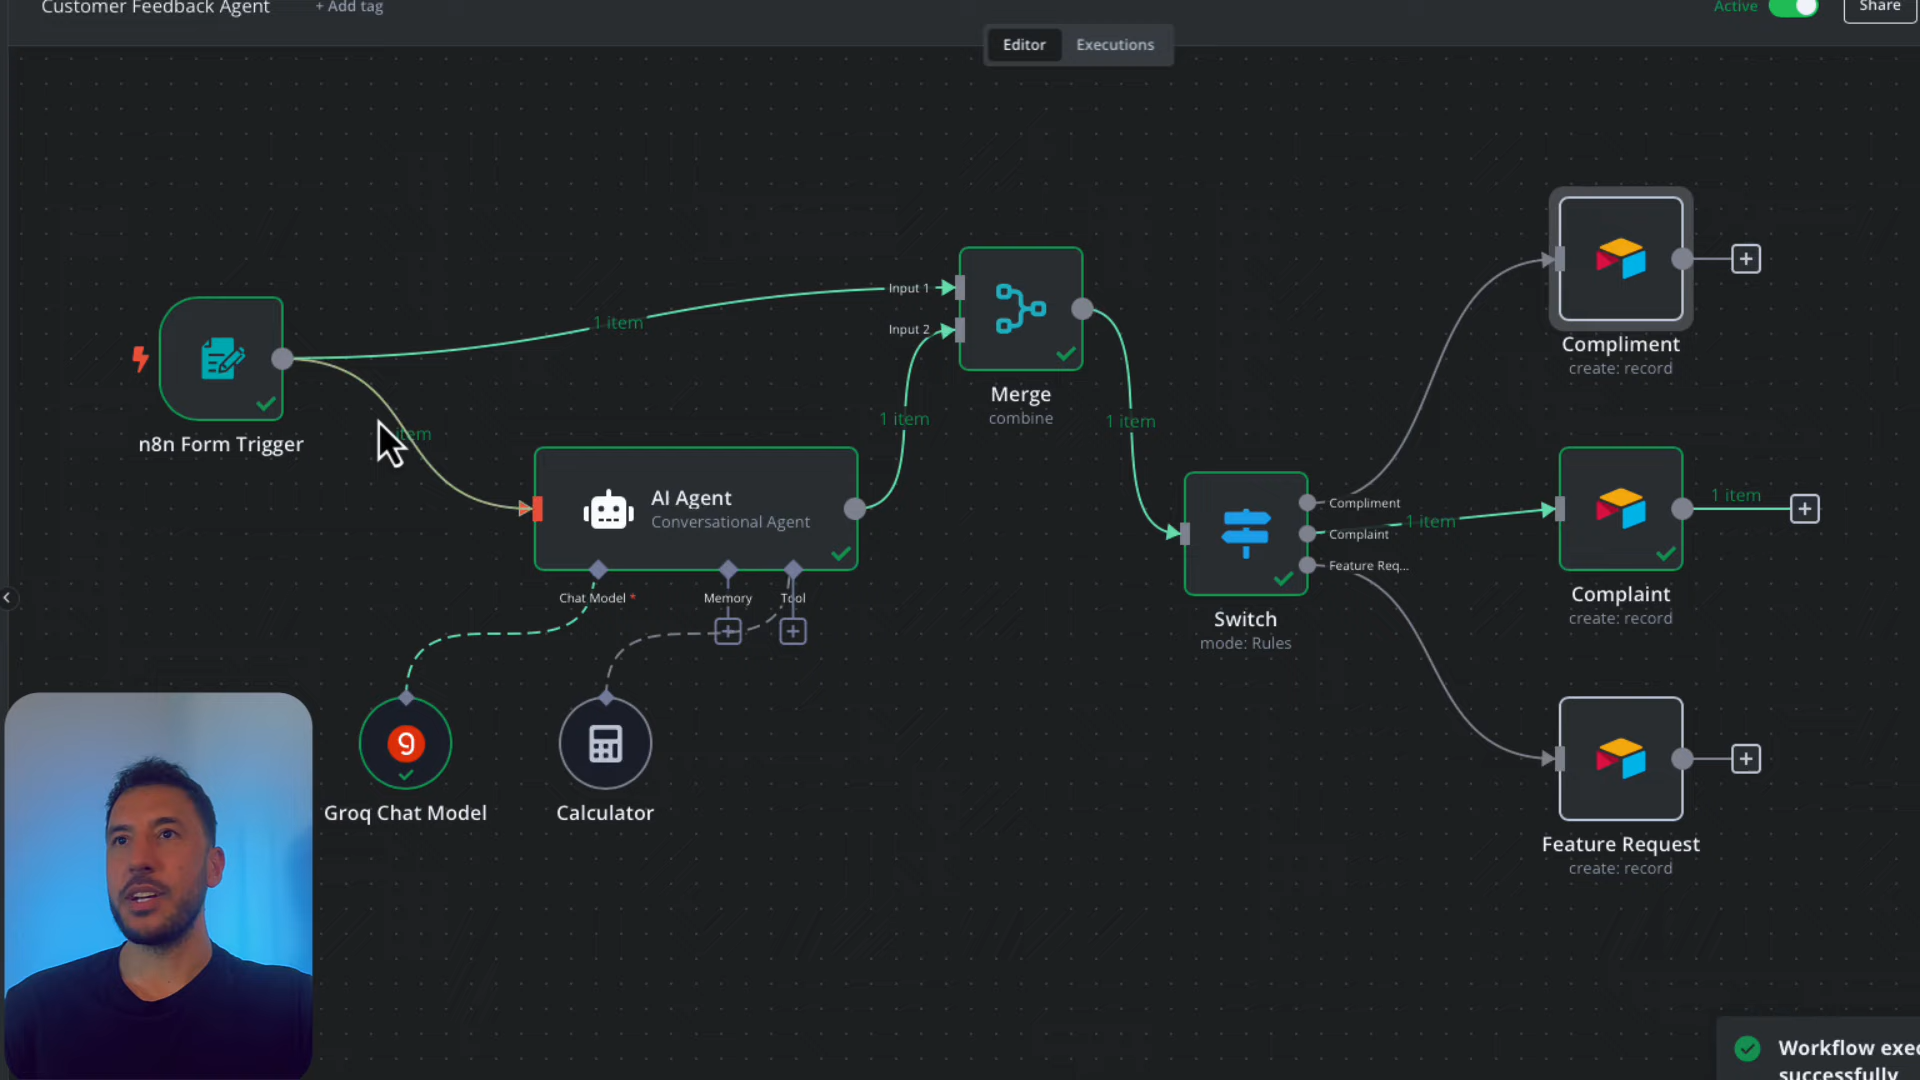 Customer Feedback Agent
+ Add tag
Active
Share
Editor
Executions
Input 1
1 item
Input 2
n8n Form Trigger
item
Merge
combine
1 item
1 item
AI Agent
Conversational Agent
Chat Model *
Memory
Tool
Groq Chat Model
Calculator
Compliment
Complaint
Feature Req...
1 item
Switch
mode: Rules
Compliment
create: record
1 item
Complaint
create: record
Feature Request
create: record
Workflow exec
successfully